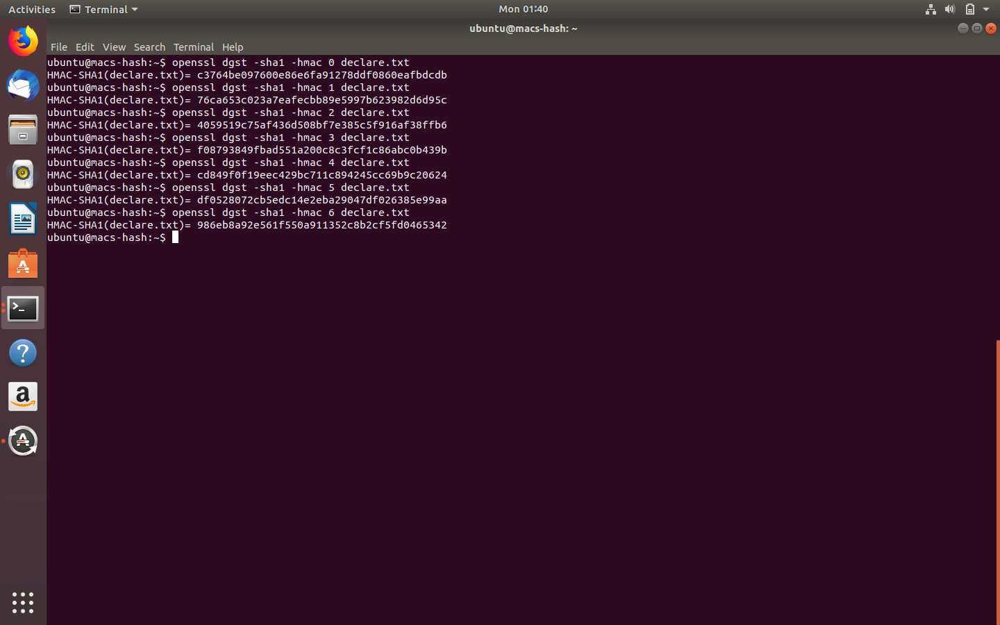 Activities Terminal Mon 01:40
ubuntu@macs-hash: ~
File Edit View Search Terminal Help
ubuntu@macs-hash:~$ openssl dgst -sha1 -hmac 0 declare.txt
HMAC-SHA1(declare.txt)= c3764be097600e86e6fa91278ddf0860eafbdcdb
ubuntu@macs-hash:~$ openssl dgst -sha1 -hmac 1 declare.txt
HMAC-SHA1(declare.txt)= 76ca653c023a7eafecbb89e5997b623982d6d95c
ubuntu@macs-hash:~$ openssl dgst -sha1 -hmac 2 declare.txt
HMAC-SHA1(declare.txt)= 4059519c75af436d508bf7e385c5f916af38ffb6
ubuntu@macs-hash:~$ openssl dgst -sha1 -hmac 3 declare.txt
HMAC-SHA1(declare.txt)= f08793849fbad551a200c8c3fcf1c86abc0b439b
ubuntu@macs-hash:~$ openssl dgst -sha1 -hmac 4 declare.txt
HMAC-SHA1(declare.txt)= cd849f0f19eec429bc711c894245cc69b9c20624
ubuntu@macs-hash:~$ openssl dgst -sha1 -hmac 5 declare.txt
HMAC-SHA1(declare.txt)= df0528072cb5edc14e2eba29047df026385e99aa
ubuntu@macs-hash:~$ openssl dgst -sha1 -hmac 6 declare.txt
HMAC-SHA1(declare.txt)= 986eb8a92e561f550a911352c8b2cf5fd0465342
ubuntu@macs-hash:~$